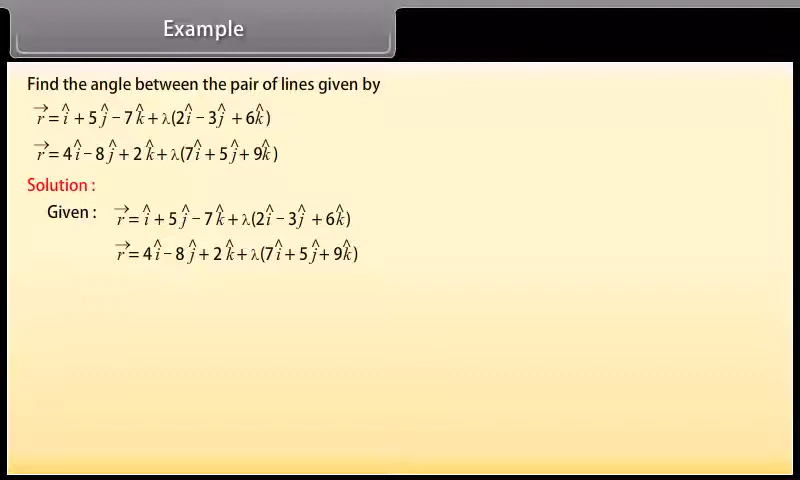 Example
Find the angle between the pair of lines given by
r⃗ = î + 5ĵ – 7k̂ + λ(2î – 3ĵ + 6k̂)
r⃗ = 4î – 8ĵ + 2k̂ + λ(7î + 5ĵ + 9k̂)
Solution :
Given : r⃗ = î + 5ĵ – 7k̂ + λ(2î – 3ĵ + 6k̂)
r⃗ = 4î – 8ĵ + 2k̂ + λ(7î + 5ĵ + 9k̂)